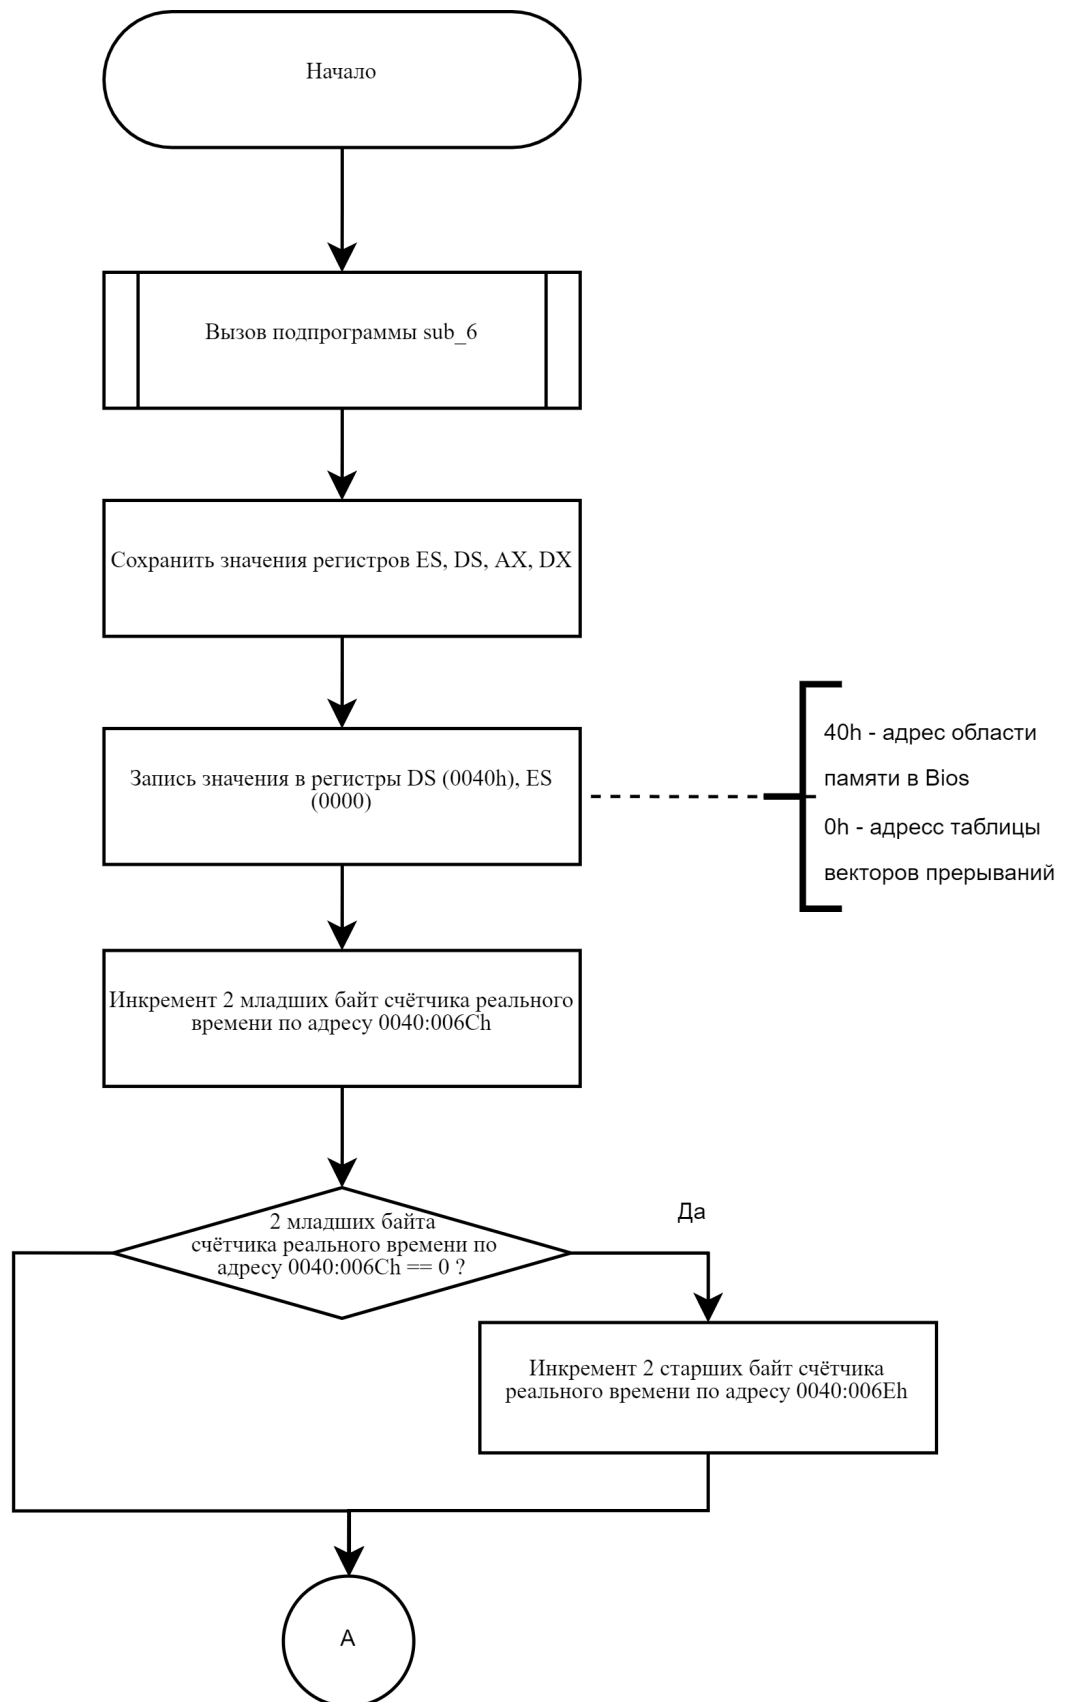 Начало
Вызов подпрограммы sub_6
Сохранить значения регистров ES, DS, AX, DX
Запись значения в регистры DS (0040h), ES
(0000)
40h - адрес области
памяти в Bios
0h - адресс таблицы
векторов прерываний
Инкремент 2 младших байт счётчика реального
времени по адресу 0040:006Ch
2 младших байта
счётчика реального времени по
адресу 0040:006Ch == 0 ?
Да
Инкремент 2 старших байт счётчика
реального времени по адресу 0040:006Eh
A